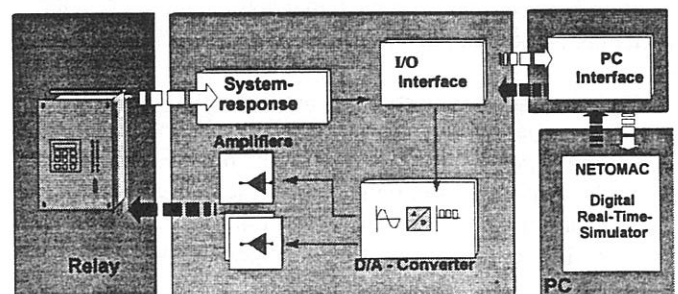 System-
response
I/O
Interface
PC
Interface
Amplifiers
NETOMAC
Digital
Real-Time-
Simulator
Relay
D/A - Converter
PC